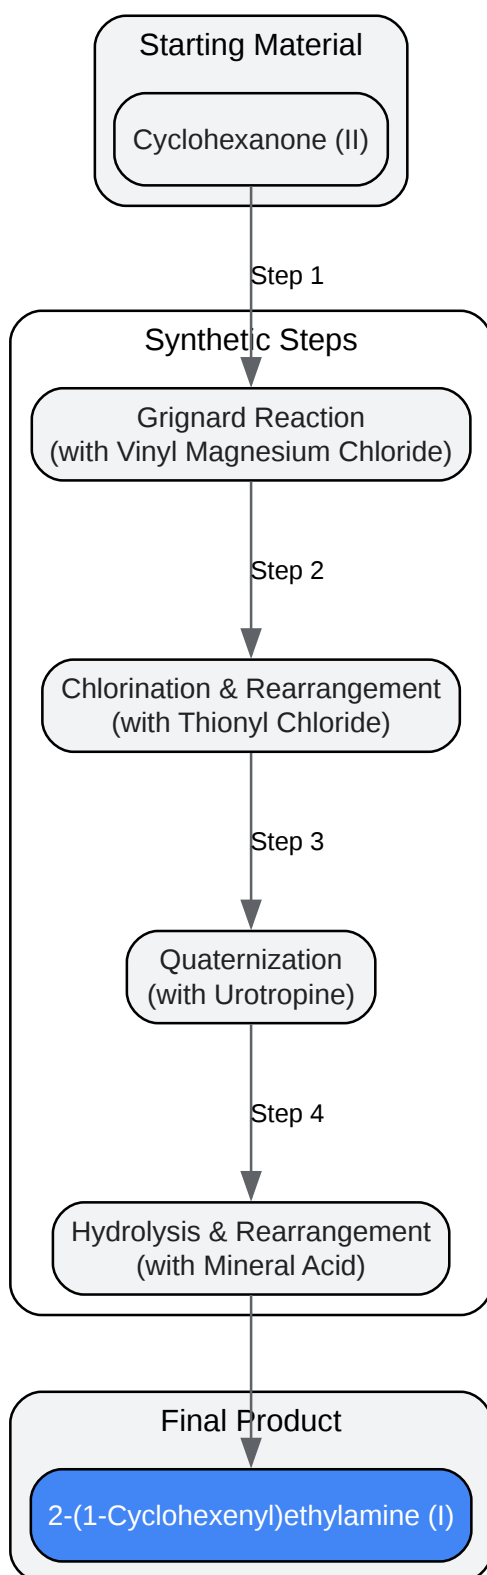 Starting Material
Cyclohexanone (II)
Step 1
Synthetic Steps
Grignard Reaction
(with Vinyl Magnesium Chloride)
Step 2
Chlorination & Rearrangement
(with Thionyl Chloride)
Step 3
Quaternization
(with Urotropine)
Step 4
Hydrolysis & Rearrangement
(with Mineral Acid)
Final Product
2-(1-Cyclohexenyl)ethylamine (I)